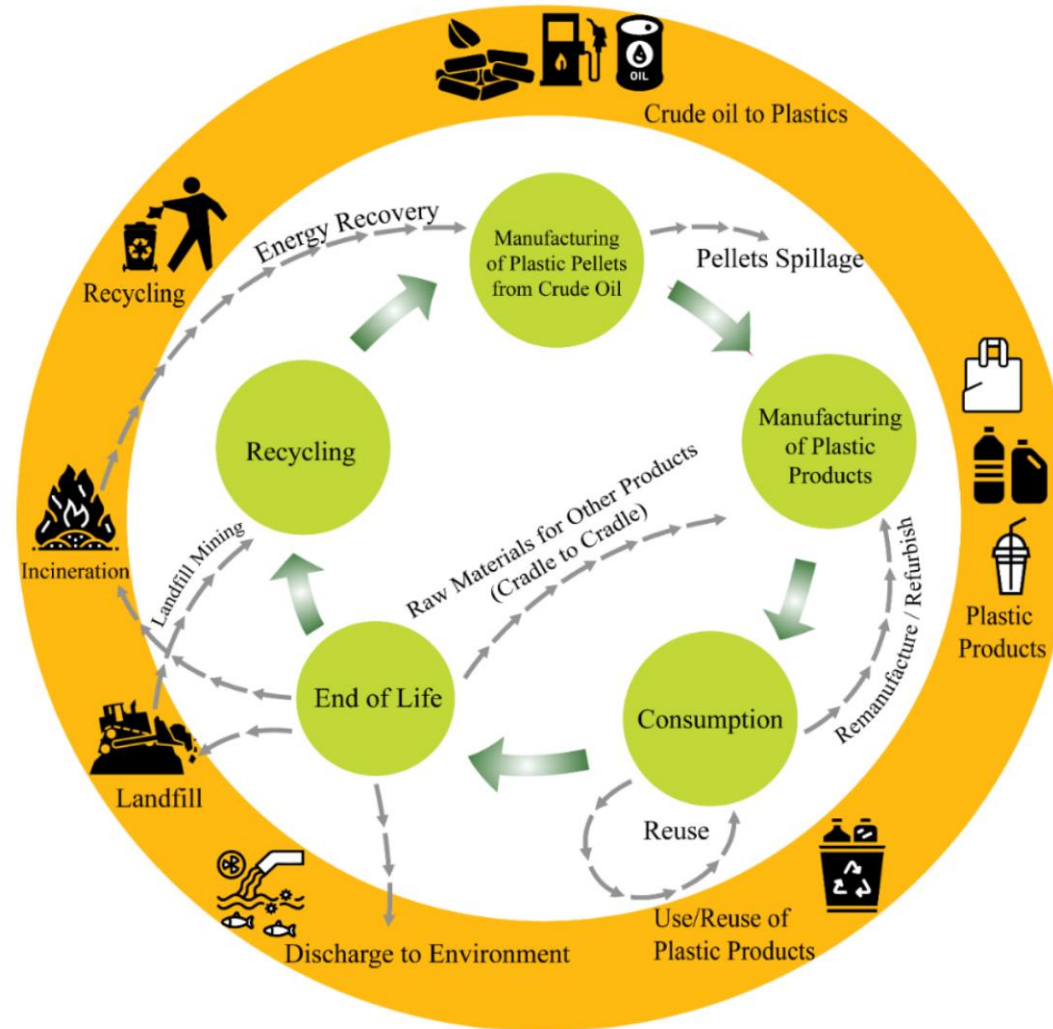 OIL
Crude oil to Plastics
Energy Recovery
Manufacturing
of Plastic Pellets
from Crude Oil
Pellets Spillage
Recycling
Recycling
Manufacturing
of Plastic
Products
Raw Materials for Other Products
(Cradle to Cradle)
Landfill Mining
Incineration
Remanufacture / Refurbish
Plastic
Products
End of Life
Consumption
Landfill
Reuse
Use/Reuse of
Plastic Products
Discharge to Environment